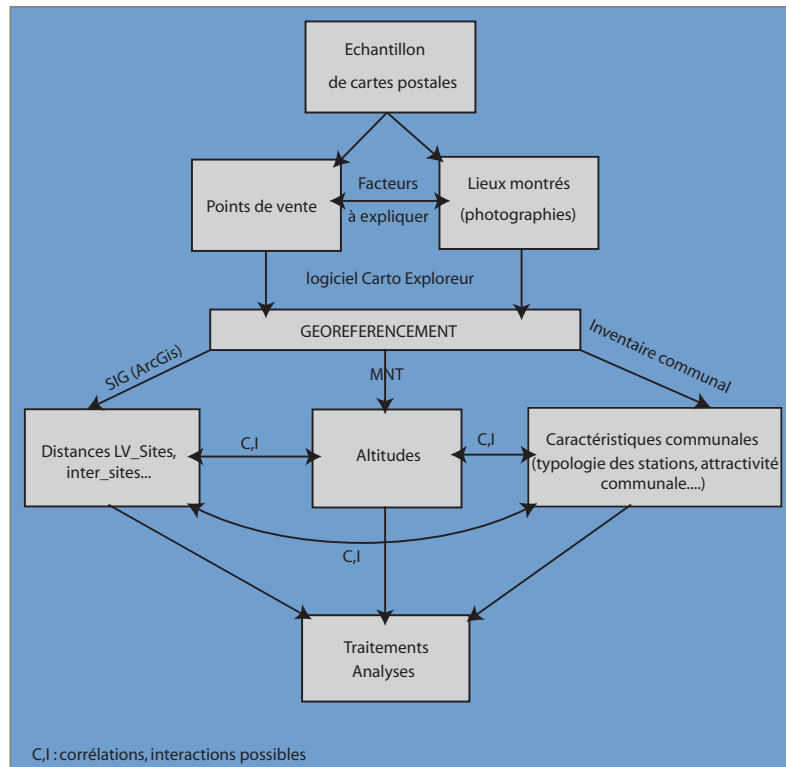 Echantillon
de cartes postales
Points de vente
Facteurs
à expliquer
Lieux montrés
(photographies)
logiciel Carto Exploreur
GEOREFERENCEMENT
SIG (ArcGis)
MNT
Inventaire communal
Distances LV_Sites,
inter_sites...
C,I
Altitudes
C,I
Caractéristiques communales
(typologie des stations, attractivité
communale....)
C,I
Traitements
Analyses
C,I : corrélations, interactions possibles